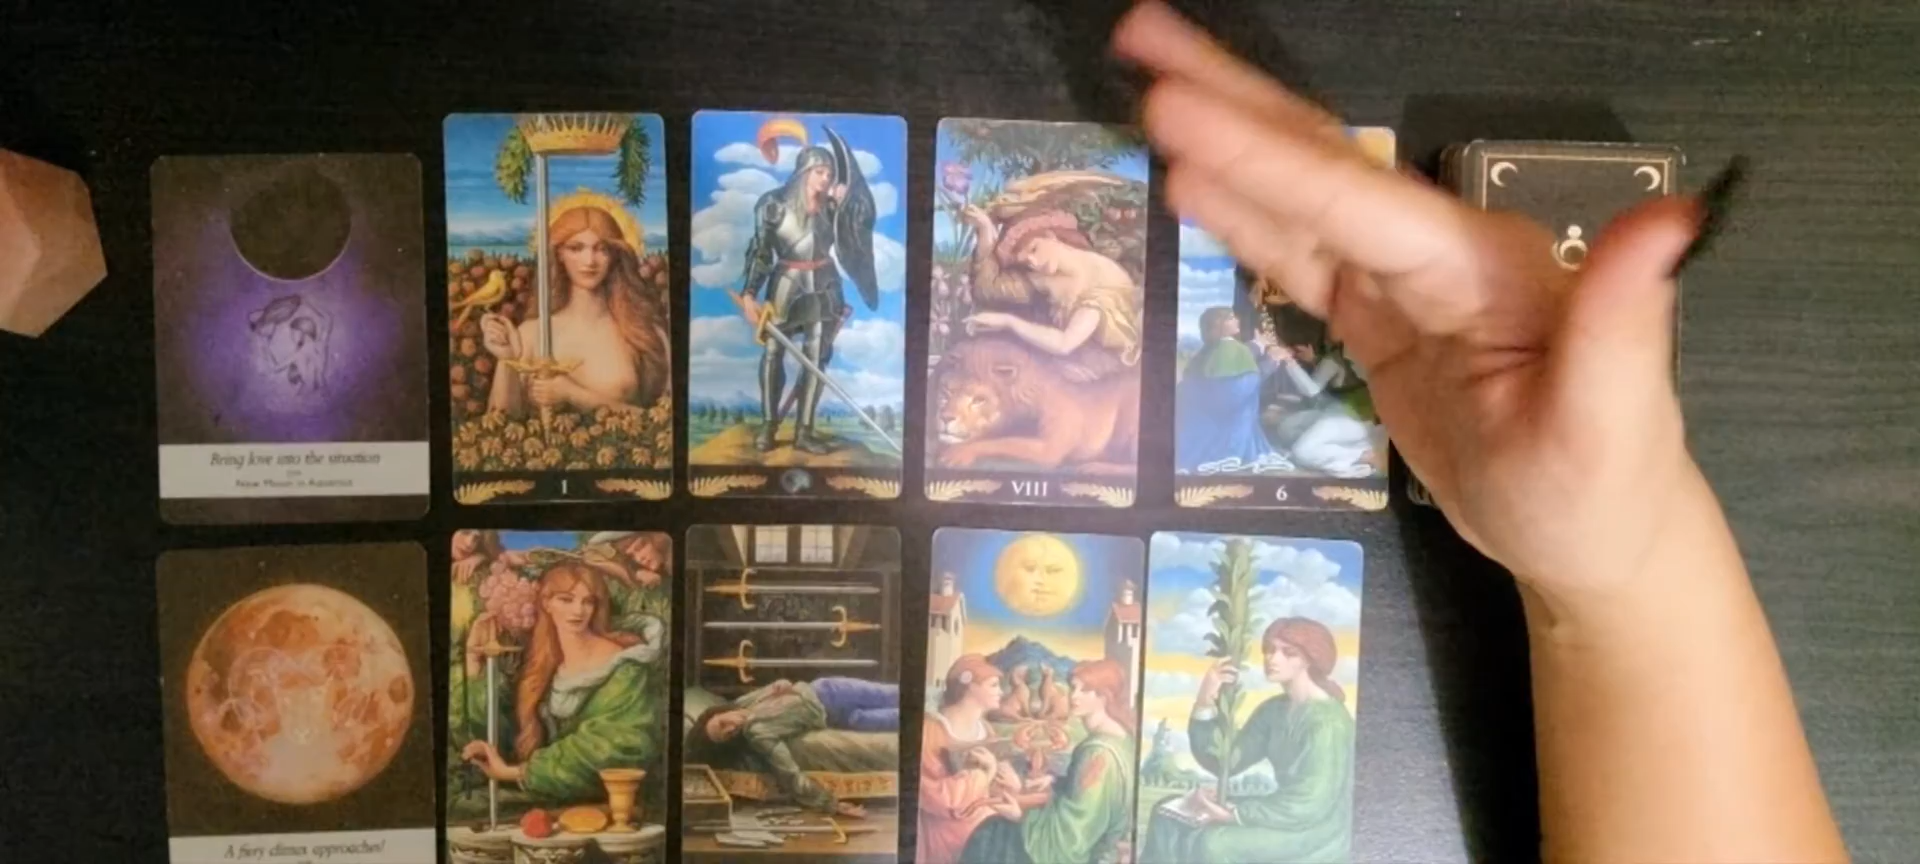 Bring love into the situation
New Moon in Aquarius
I
VIII
6
A fiery climax approaches!